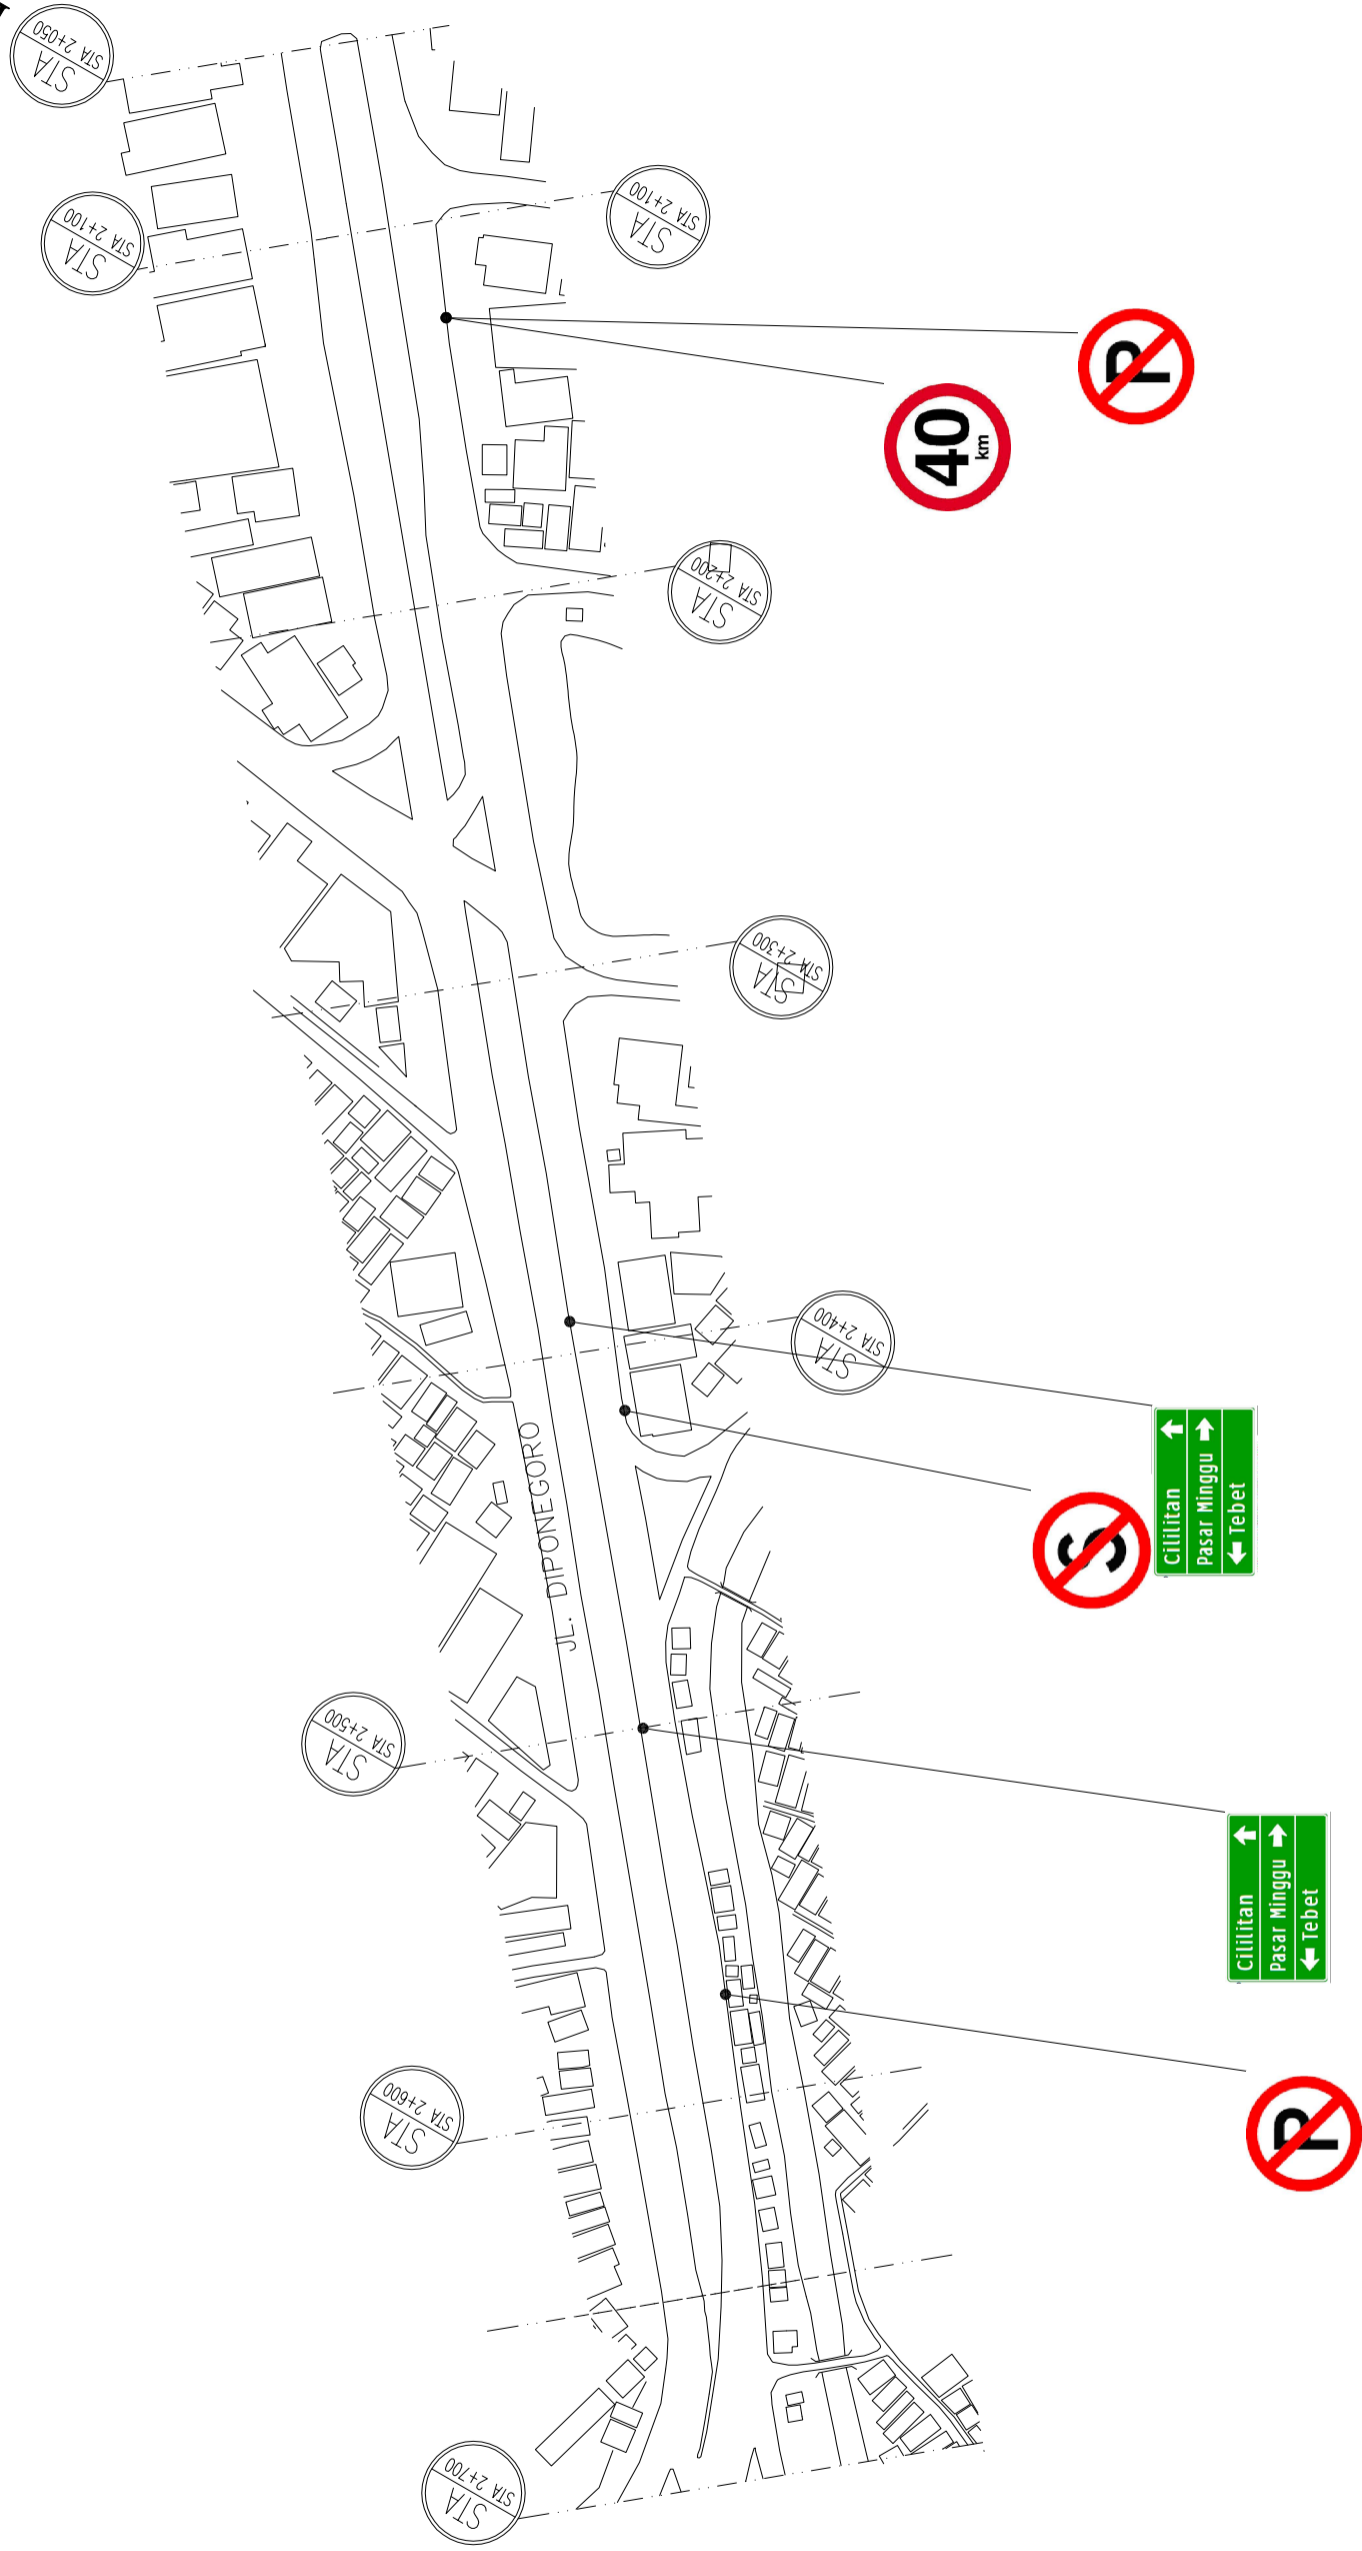 STA
STA 2+050
STA
STA 2+100
STA
STA 2+100
P
40
km
STA
STA 2+200
STA
STA 2+300
STA
STA 2+400
JL. DIPONEGORO
S
Cililitan
Pasar Minggu
Tebet
STA
STA 2+500
Cililitan
Pasar Minggu
Tebet
STA
STA 2+600
P
STA
STA 2+700